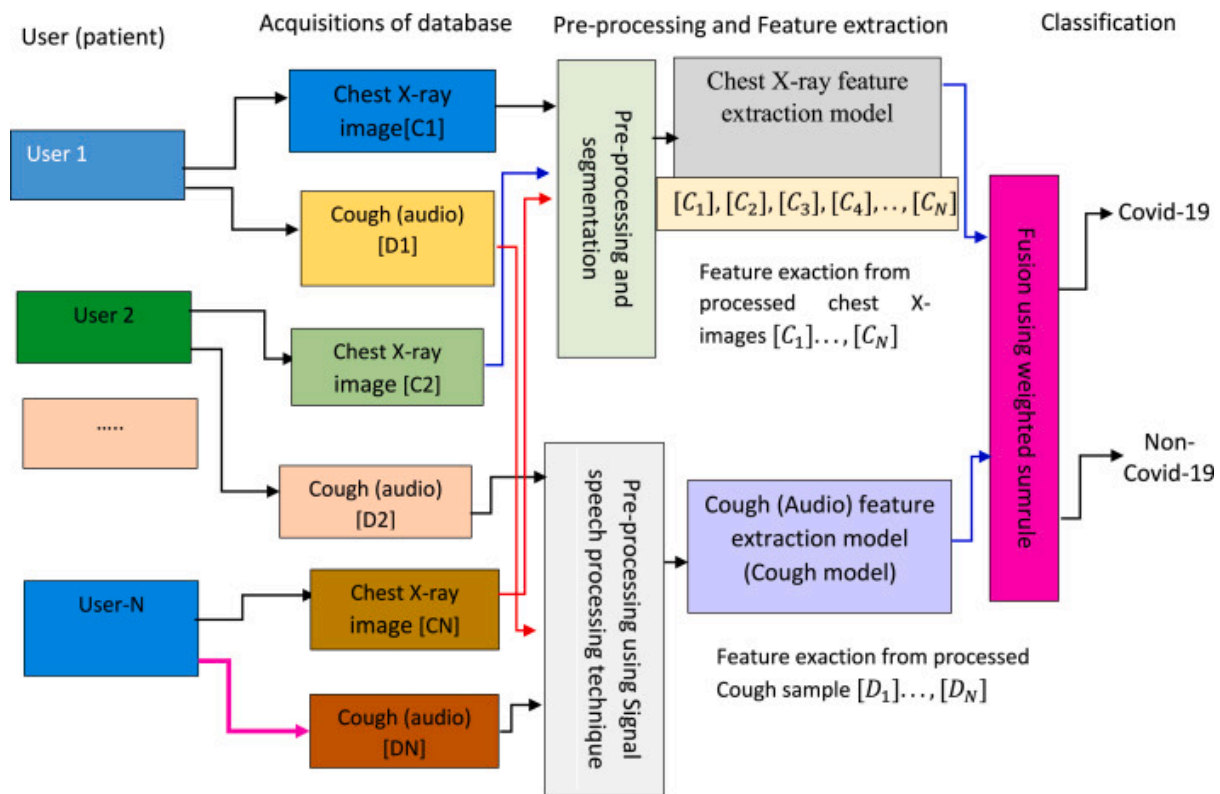 User (patient)
Acquisitions of database
Pre-processing and Feature extraction
Classification
User 1
User 2
.....
User-N
Chest X-ray
image[C1]
Cough (audio)
[D1]
Chest X-ray
image [C2]
Cough (audio)
[D2]
Chest X-ray
image [CN]
Cough (audio)
[DN]
Pre-processing and
segmentation
Pre-processing using Signal
speech processing technique
Chest X-ray feature
extraction model
[C₁], [C₂], [C₃], [C₄], . . , [C_N]
Feature exaction from
processed chest X-
images [C₁]. . . , [C_N]
Cough (Audio) feature
extraction model
(Cough model)
Feature exaction from processed
Cough sample [D₁]. . . , [D_N]
Fusion using weighted sumrule
Covid-19
Non-
Covid-19